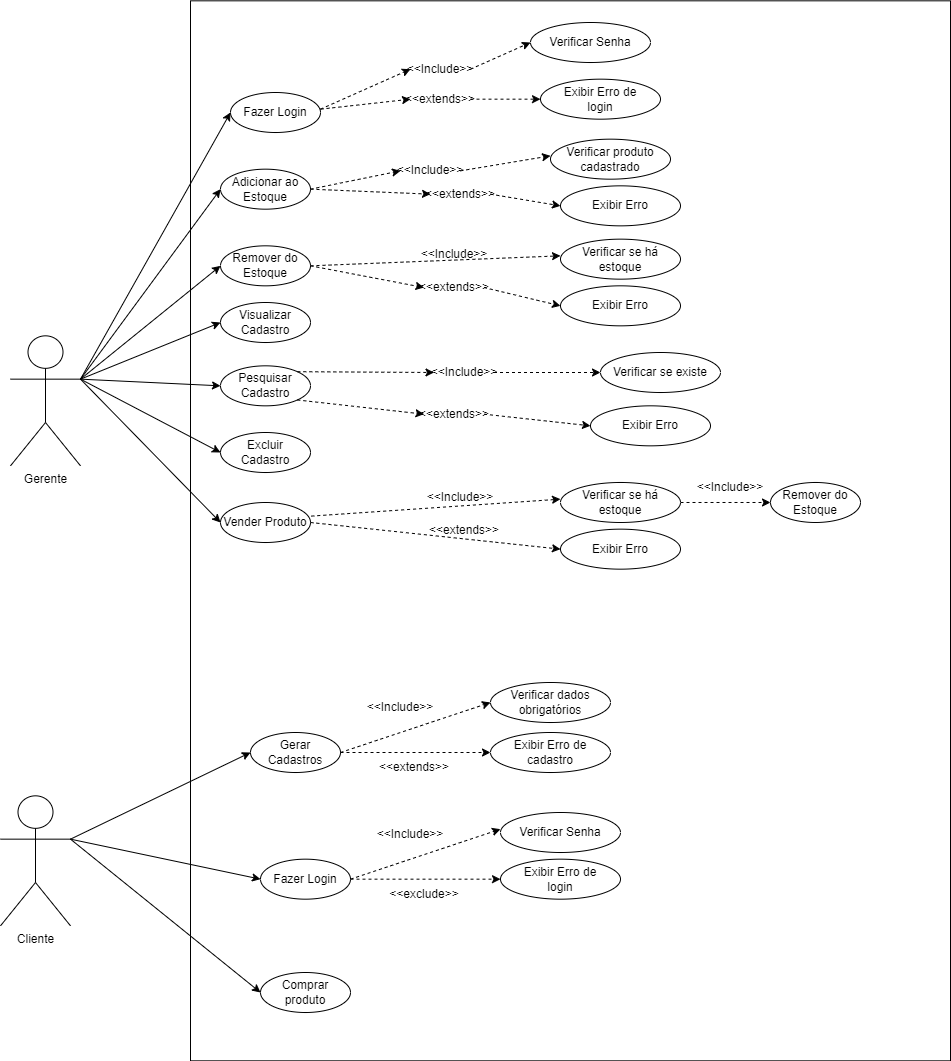 Verificar Senha
<<Include>>
Exibir Erro de
login
<<extends>>
Fazer Login
Verificar produto
cadastrado
<<Include>>
Adicionar ao
Estoque
<<extends>>
Exibir Erro
Remover do
Estoque
<<Include>>
Verificar se há
estoque
<<extends>>
Exibir Erro
Visualizar
Cadastro
Pesquisar
Cadastro
<<Include>>
Verificar se existe
<<extends>>
Exibir Erro
Excluir
Cadastro
Gerente
Vender Produto
<<Include>>
Verificar se há
estoque
<<Include>>
Remover do
Estoque
<<extends>>
Exibir Erro
<<Include>>
Verificar dados
obrigatórios
Gerar
Cadastros
Exibir Erro de
cadastro
<<extends>>
<<Include>>
Verificar Senha
Fazer Login
Exibir Erro de
login
<<exclude>>
Cliente
Comprar
produto